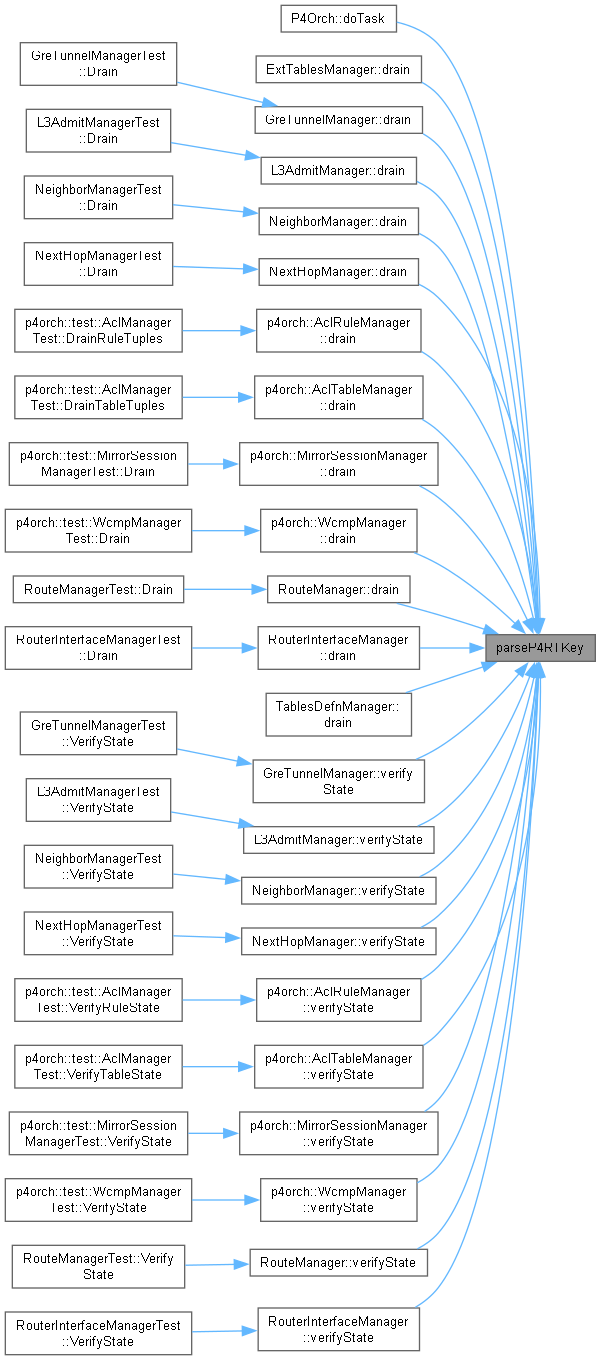 P4Orch::doTask
GreTunnelManagerTest
::Drain
ExtTablesManager::drain
GreTunnelManager::drain
L3AdmitManagerTest
::Drain
L3AdmitManager::drain
NeighborManagerTest
::Drain
NeighborManager::drain
NextHopManagerTest
::Drain
NextHopManager::drain
p4orch::test::AclManager
Test::DrainRuleTuples
p4orch::AclRuleManager
::drain
p4orch::test::AclManager
Test::DrainTableTuples
p4orch::AclTableManager
::drain
p4orch::test::MirrorSession
ManagerTest::Drain
p4orch::MirrorSessionManager
::drain
p4orch::test::WcmpManager
Test::Drain
p4orch::WcmpManager
::drain
RouteManagerTest::Drain
RouteManager::drain
RouterInterfaceManagerTest
::Drain
RouterInterfaceManager
::drain
parseP4RTKey
TablesDefnManager::
drain
GreTunnelManagerTest
::VerifyState
GreTunnelManager::verify
State
L3AdmitManagerTest
::VerifyState
L3AdmitManager::verifyState
NeighborManagerTest
::VerifyState
NeighborManager::verifyState
NextHopManagerTest
::VerifyState
NextHopManager::verifyState
p4orch::test::AclManager
Test::VerifyRuleState
p4orch::AclRuleManager
::verifyState
p4orch::test::AclManager
Test::VerifyTableState
p4orch::AclTableManager
::verifyState
p4orch::test::MirrorSession
ManagerTest::VerifyState
p4orch::MirrorSessionManager
::verifyState
p4orch::test::WcmpManager
Test::VerifyState
p4orch::WcmpManager
::verifyState
RouteManagerTest::Verify
State
RouteManager::verifyState
RouterInterfaceManagerTest
::VerifyState
RouterInterfaceManager
::verifyState